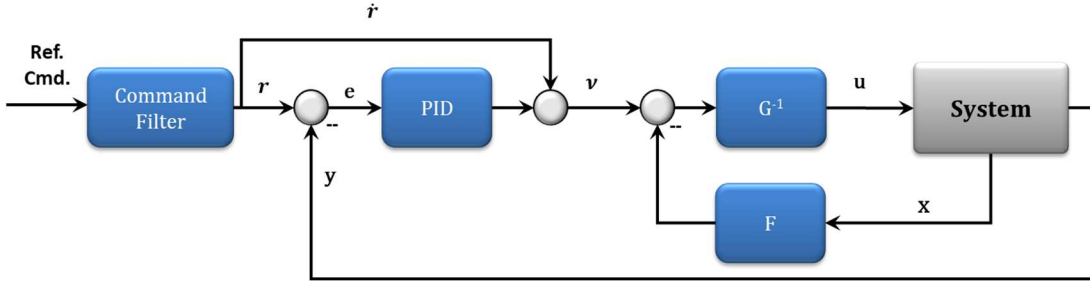 ṙ
Ref.
Cmd.
Command
Filter
r
e
PID
ν
G⁻¹
u
System
--
--
y
F
x